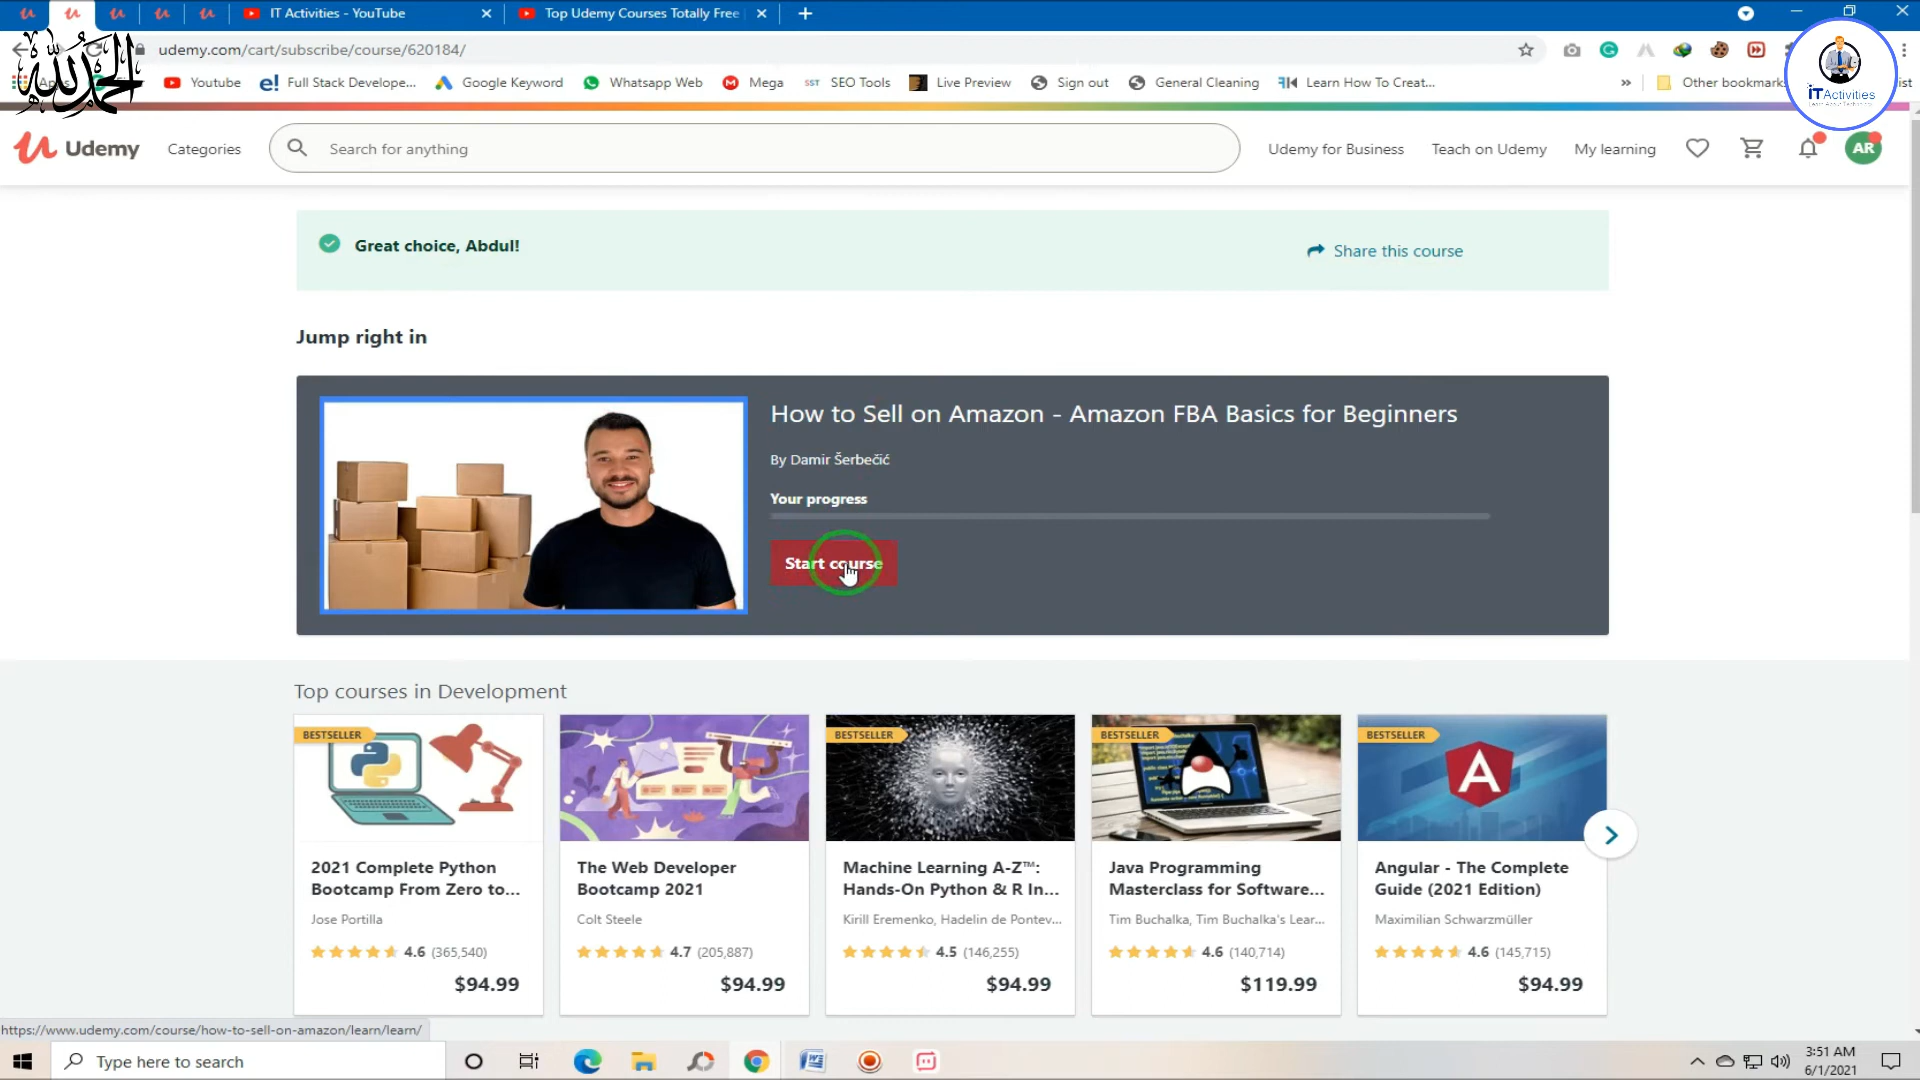 IT Activities - YouTube
Top Udemy Courses Totally Free
udemy.com/cart/subscribe/course/620184/
الحمد لله
Youtube
Full Stack Develope...
Google Keyword
Whatsapp Web
Mega
SEO Tools
Live Preview
Sign out
General Cleaning
Learn How To Creat...
»
Other bookmarks
iTActivities
Udemy
Categories
Search for anything
Udemy for Business
Teach on Udemy
My learning
AR
Great choice, Abdul!
Share this course
Jump right in
How to Sell on Amazon - Amazon FBA Basics for Beginners
By Damir Šerbečić
Your progress
Start course
Top courses in Development
BESTSELLER
2021 Complete Python
Bootcamp From Zero to...
Jose Portilla
4.6 (365,540)
$94.99
The Web Developer
Bootcamp 2021
Colt Steele
4.7 (205,887)
$94.99
BESTSELLER
Machine Learning A-Z™:
Hands-On Python & R In...
Kirill Eremenko, Hadelin de Pontev...
4.5 (146,255)
$94.99
BESTSELLER
Java Programming
Masterclass for Software...
Tim Buchalka, Tim Buchalka's Lear...
4.6 (140,714)
$119.99
BESTSELLER
Angular - The Complete
Guide (2021 Edition)
Maximilian Schwarzmüller
4.6 (145,715)
$94.99
https://www.udemy.com/course/how-to-sell-on-amazon/learn/learn/
Type here to search
3:51 AM
6/1/2021